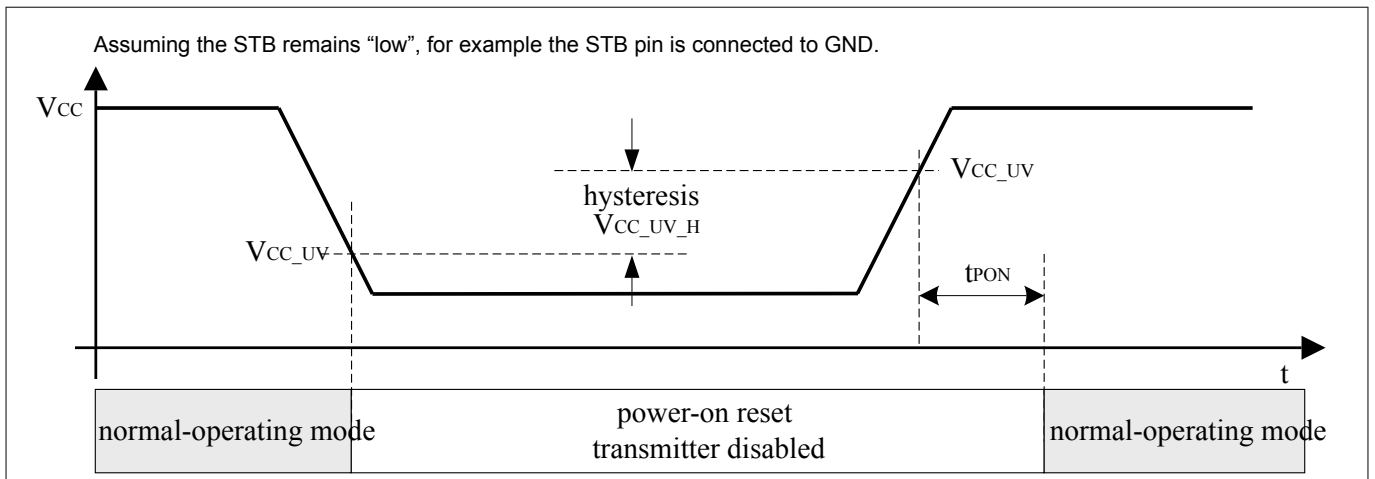 Assuming the STB remains “low”, for example the STB pin is connected to GND.
VCC
VCC_UV
hysteresis
VCC_UV_H
VCC_UV
tPON
t
normal-operating mode
power-on reset
transmitter disabled
normal-operating mode